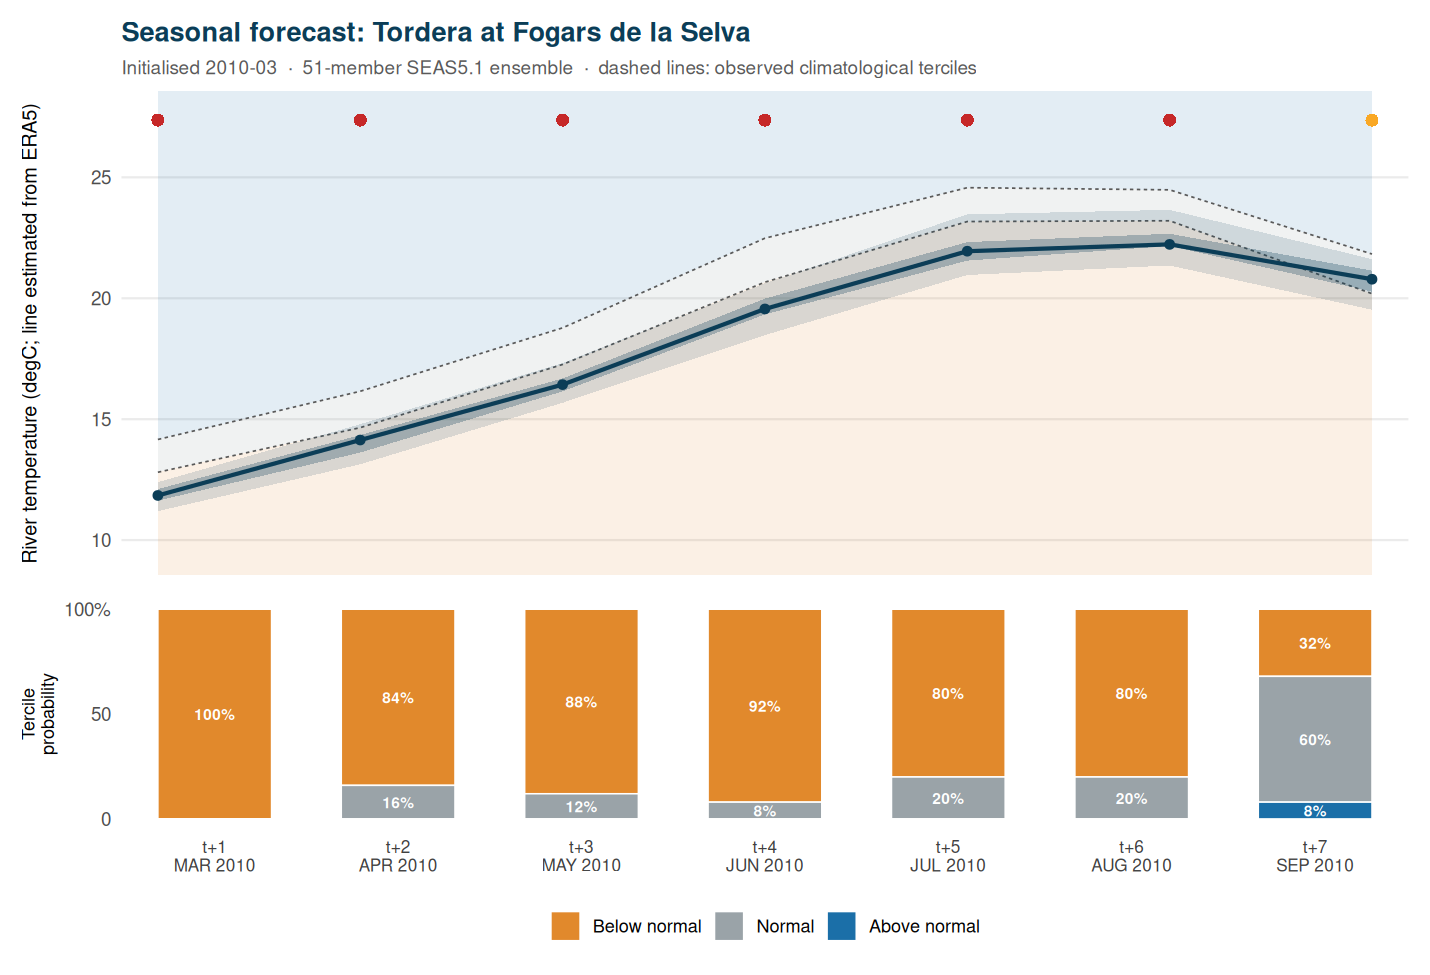 Seasonal forecast: Tordera at Fogars de la Selva
Initialised 2010-03 · 51-member SEAS5.1 ensemble · dashed lines: observed climatological terciles
River temperature (degC; line estimated from ERA5)
25
20
15
10
Tercile
probability
100%
50
0
100%
84%
16%
88%
12%
92%
8%
80%
20%
80%
20%
32%
60%
8%
t+1
MAR 2010
t+2
APR 2010
t+3
MAY 2010
t+4
JUN 2010
t+5
JUL 2010
t+6
AUG 2010
t+7
SEP 2010
Below normal
Normal
Above normal